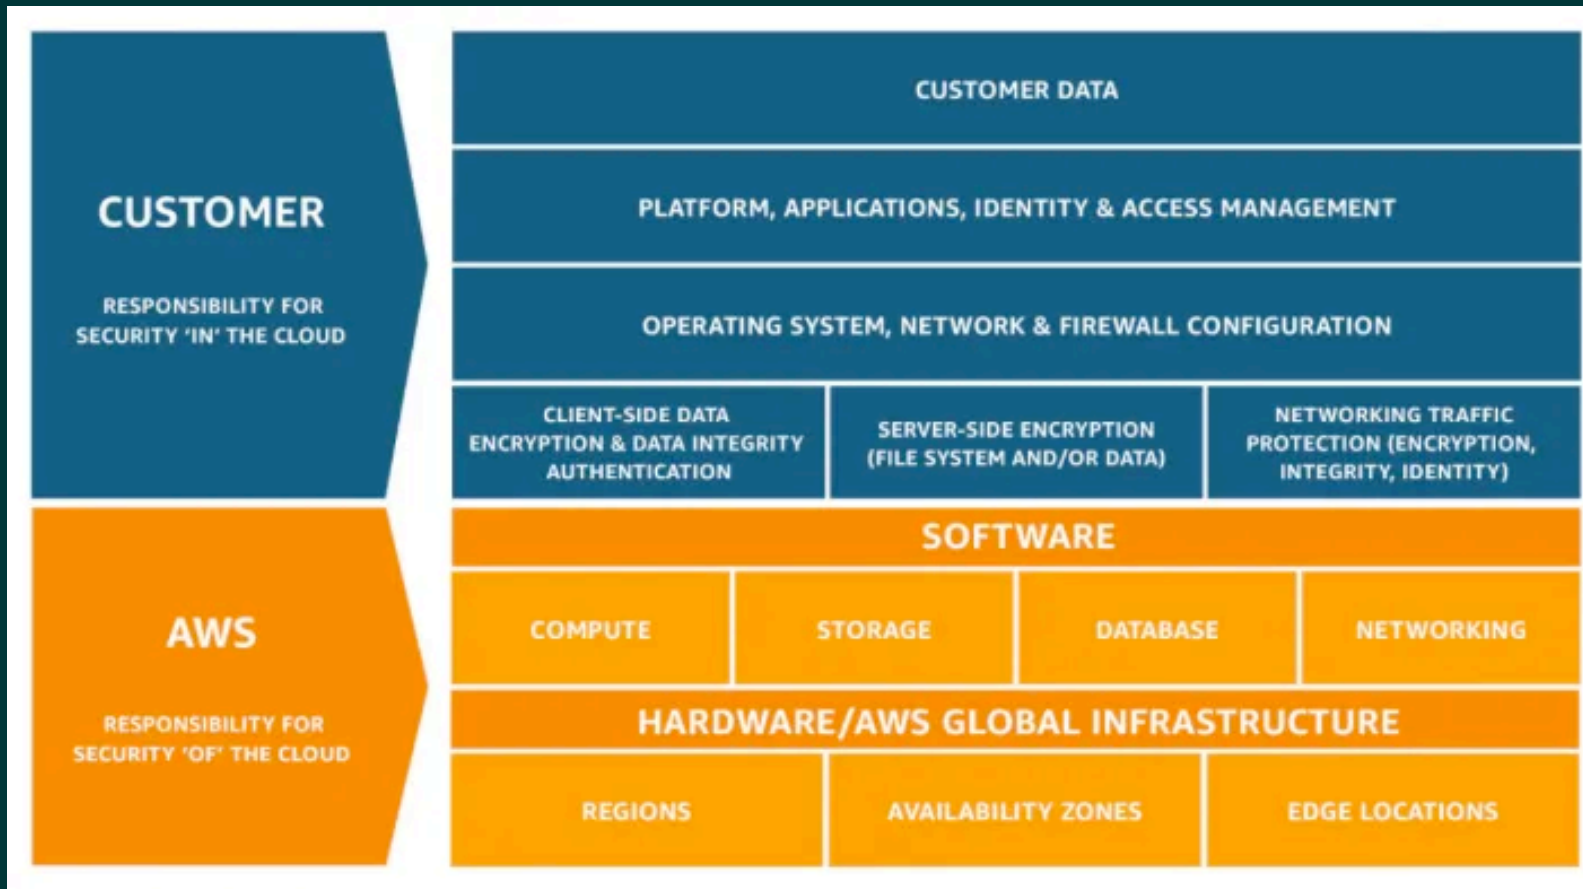 CUSTOMER
RESPONSIBILITY FOR
SECURITY ‘IN’ THE CLOUD
CUSTOMER DATA
PLATFORM, APPLICATIONS, IDENTITY & ACCESS MANAGEMENT
OPERATING SYSTEM, NETWORK & FIREWALL CONFIGURATION
CLIENT-SIDE DATA
ENCRYPTION & DATA INTEGRITY
AUTHENTICATION
SERVER-SIDE ENCRYPTION
(FILE SYSTEM AND/OR DATA)
NETWORKING TRAFFIC
PROTECTION (ENCRYPTION,
INTEGRITY, IDENTITY)
AWS
RESPONSIBILITY FOR
SECURITY ‘OF’ THE CLOUD
SOFTWARE
COMPUTE
STORAGE
DATABASE
NETWORKING
HARDWARE/AWS GLOBAL INFRASTRUCTURE
REGIONS
AVAILABILITY ZONES
EDGE LOCATIONS